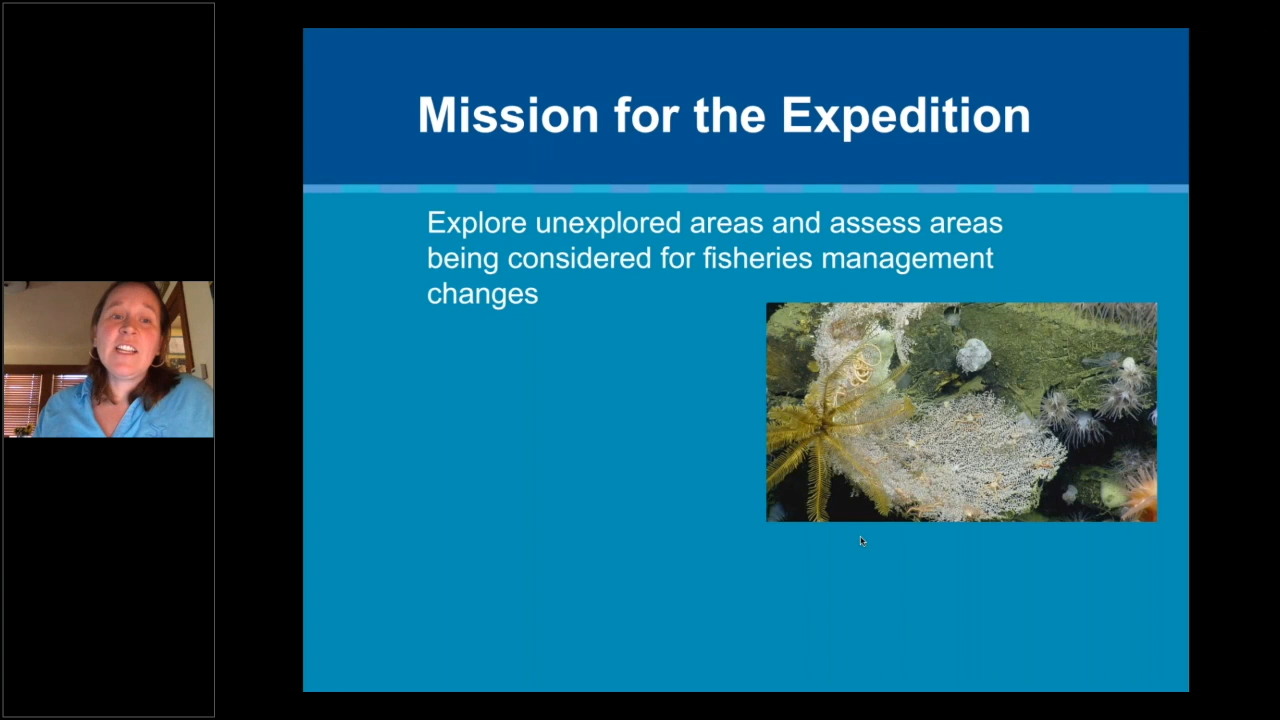 Mission for the Expedition
Explore unexplored areas and assess areas
being considered for fisheries management
changes